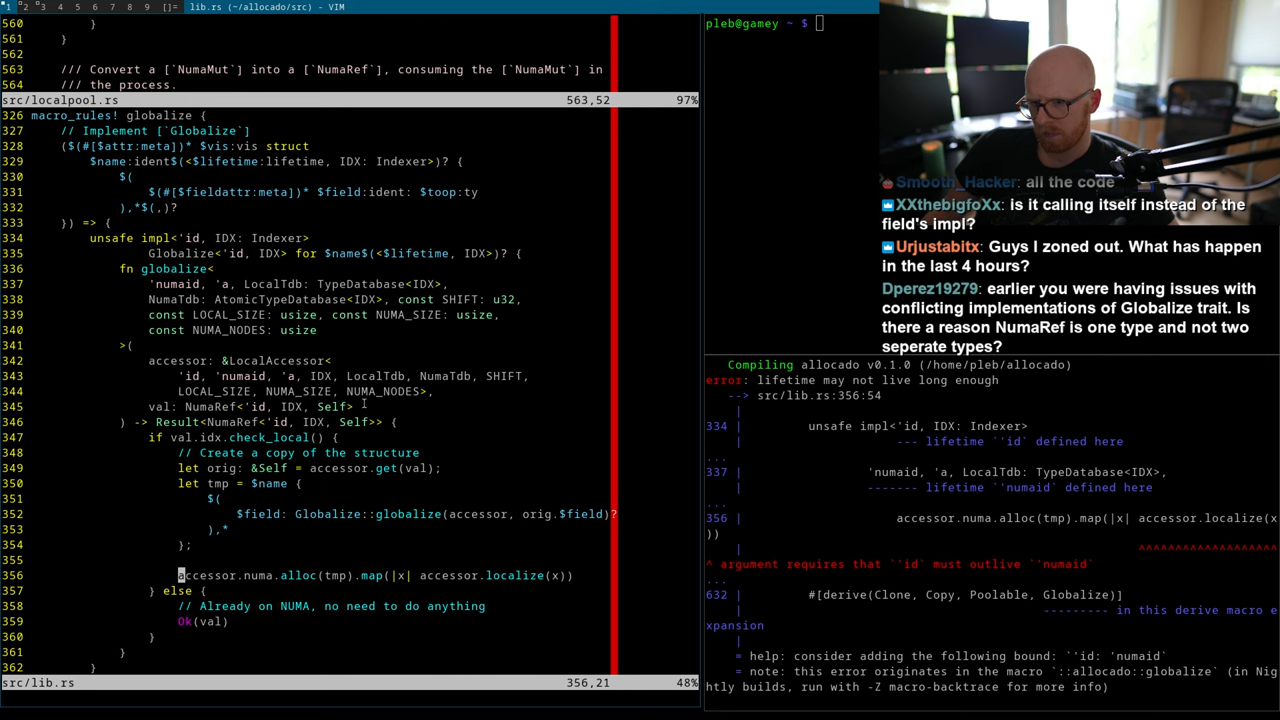 1 2 3 4 5 6 7 8 9 []= lib.rs (~/allocado/src) - VIM
560 }
561 }
562
563 /// Convert a [`NumaMut`] into a [`NumaRef`], consuming the [`NumaMut`] in
564 /// the process.
src/localpool.rs 563,52 97%
326 macro_rules! globalize {
327 // Implement [`Globalize`]
328 ($(#[$attr:meta])* $vis:vis struct
329 $name:ident$(<$lifetime:lifetime, IDX: Indexer>)? {
330 $(
331 $(#[$fieldattr:meta])* $field:ident: $toop:ty
332 ),*$(,)?
333 }) => {
334 unsafe impl<'id, IDX: Indexer>
335 Globalize<'id, IDX> for $name$(<$lifetime, IDX>)? {
336 fn globalize<
337 'numaid, 'a, LocalTdb: TypeDatabase<IDX>,
338 NumaTdb: AtomicTypeDatabase<IDX>, const SHIFT: u32,
339 const LOCAL_SIZE: usize, const NUMA_SIZE: usize,
340 const NUMA_NODES: usize
341 >(
342 accessor: &LocalAccessor<
343 'id, 'numaid, 'a, IDX, LocalTdb, NumaTdb, SHIFT,
344 LOCAL_SIZE, NUMA_SIZE, NUMA_NODES>,
345 val: NumaRef<'id, IDX, Self>
346 ) -> Result<NumaRef<'id, IDX, Self>> {
347 if val.idx.check_local() {
348 // Create a copy of the structure
349 let orig: &Self = accessor.get(val);
350 let tmp = $name {
351 $(
352 $field: Globalize::globalize(accessor, orig.$field)?
353 ),*
354 };
355
356 accessor.numa.alloc(tmp).map(|x| accessor.localize(x))
357 } else {
358 // Already on NUMA, no need to do anything
359 Ok(val)
360 }
361 }
362 }
src/lib.rs 356,21 48%
pleb@gamey ~ $
Compiling allocado v0.1.0 (/home/pleb/allocado)
error: lifetime may not live long enough
--> src/lib.rs:356:54
|
334 | unsafe impl<'id, IDX: Indexer>
| --- lifetime `'id` defined here
...
337 | 'numaid, 'a, LocalTdb: TypeDatabase<IDX>,
| ------- lifetime `'numaid` defined here
...
356 | accessor.numa.alloc(tmp).map(|x| accessor.localize(x
))
| ^^^^^^^^^^^^^^^^^^^
^ argument requires that `'id` must outlive `'numaid`
...
632 | #[derive(Clone, Copy, Poolable, Globalize)]
| --------- in this derive macro e
xpansion
|
= help: consider adding the following bound: `'id: 'numaid`
= note: this error originates in the macro `::allocado::globalize` (in Nig
htly builds, run with -Z macro-backtrace for more info)
Smooth_Hacker: all the code
XXthebigfoXx: is it calling itself instead of the
field's impl?
Urjustabitx: Guys I zoned out. What has happen
in the last 4 hours?
Dperez19279: earlier you were having issues with
conflicting implementations of Globalize trait. Is
there a reason NumaRef is one type and not two
seperate types?